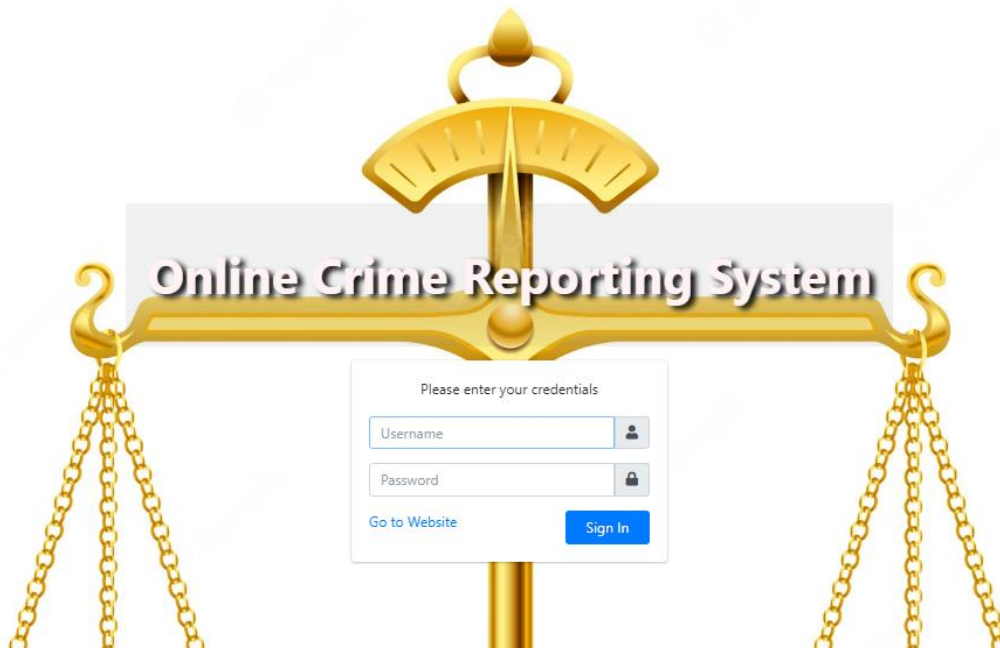 Online Crime Reporting System
Please enter your credentials
Username
Password
Go to Website
Sign In